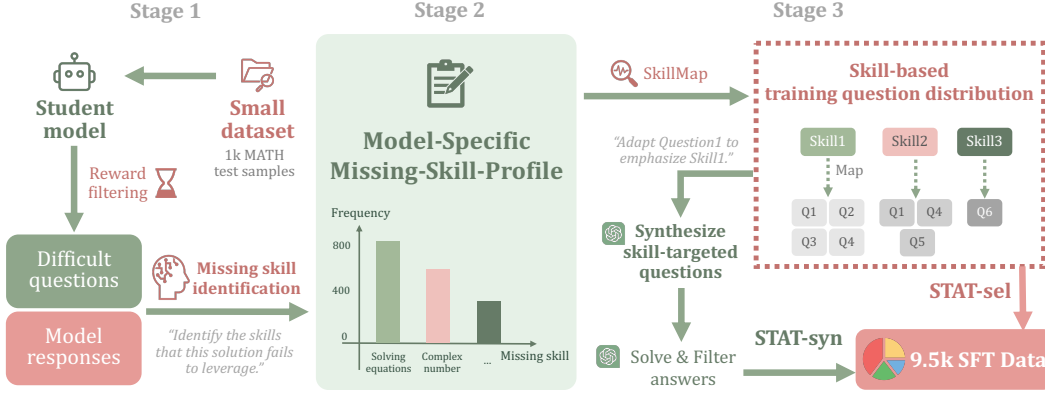 Stage 1
Student
model
Small
dataset
1k MATH
test samples
Reward
filtering
Difficult
questions
Model
responses
Missing skill
identification
“Identify the skills
that this solution fails
to leverage.”
Stage 2
Model-Specific
Missing-Skill-Profile
Frequency
800
400
0
Solving
equations
Complex
number
...
Missing skill
Stage 3
SkillMap
“Adapt Question1 to
emphasize Skill1.”
Skill-based
training question distribution
Skill1
Skill2
Skill3
Map
Q1 Q2
Q3 Q4
Q1 Q4
Q5
Q6
Synthesize
skill-targeted
questions
Solve & Filter
answers
STAT-syn
STAT-sel
9.5k SFT Data